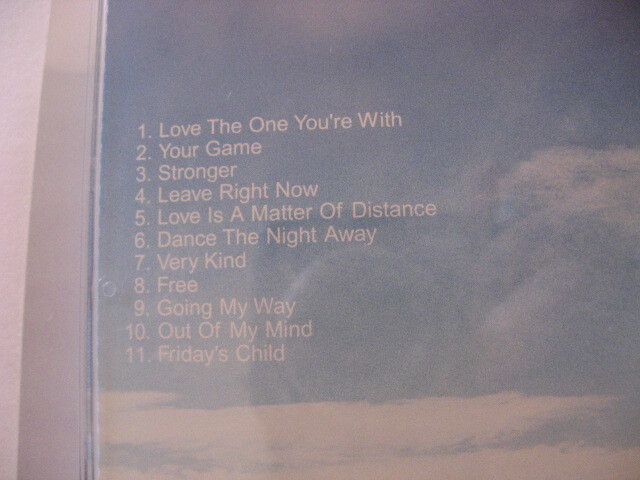 1. Love The One You're With
2. Your Game
3. Stronger
4. Leave Right Now
5. Love Is A Matter Of Distance
6. Dance The Night Away
7. Very Kind
8. Free
9. Going My Way
10. Out Of My Mind
11. Friday's Child